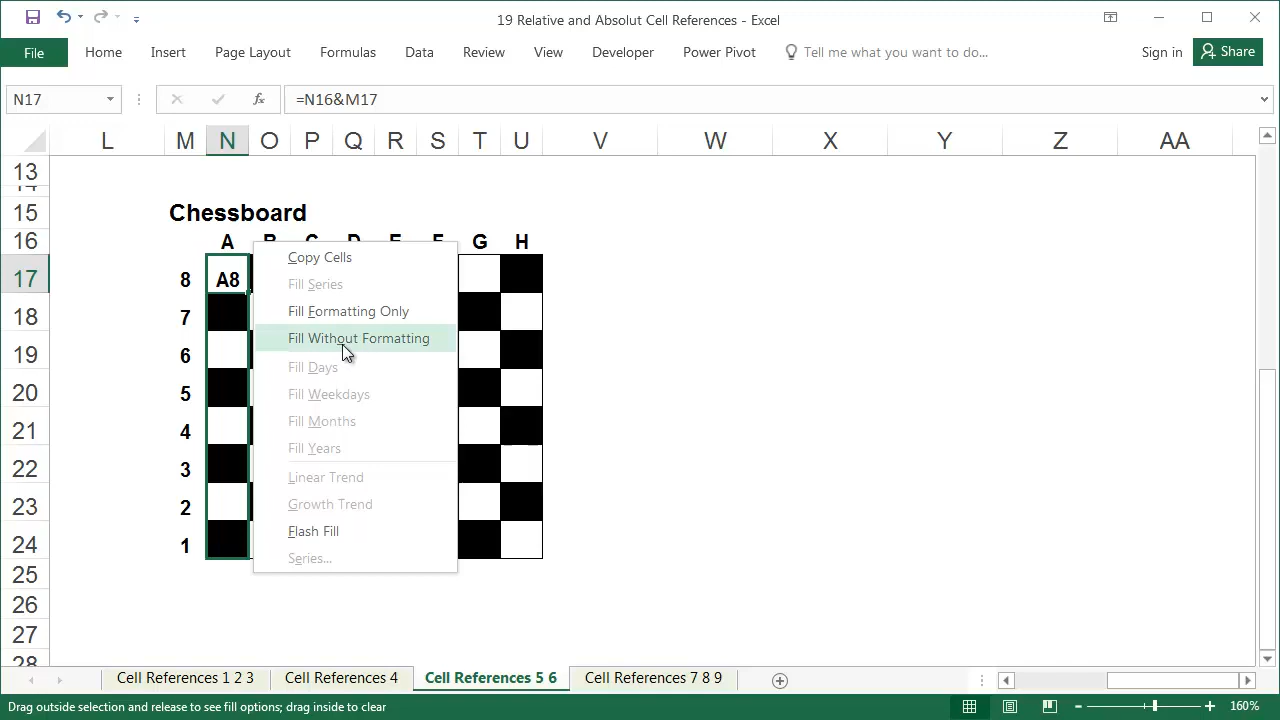 19 Relative and Absolut Cell References - Excel
File Home Insert Page Layout Formulas Data Review View Developer Power Pivot Tell me what you want to do... Sign in Share
N17 fx =N16&M17
L M N O P Q R S T U V W X Y Z AA
13
14
15 Chessboard
16 A B C D E F G H
Copy Cells
17 8 A8
Fill Series
Fill Formatting Only
18 7
Fill Without Formatting
19 6
Fill Days
20 5
Fill Weekdays
Fill Months
21 4
Fill Years
22 3
Linear Trend
Growth Trend
23 2
Flash Fill
24 1
Series...
25
26
27
28
Cell References 1 2 3 Cell References 4 Cell References 5 6 Cell References 7 8 9
Drag outside selection and release to see fill options; drag inside to clear 160%